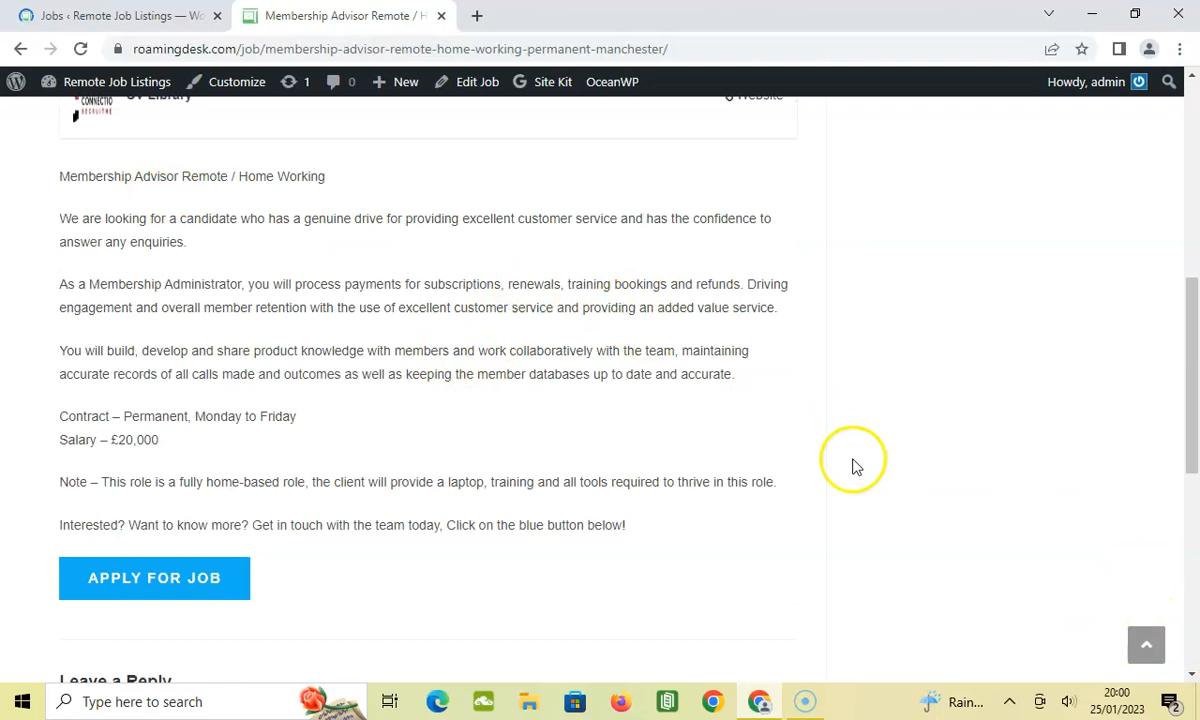 Jobs ‹ Remote Job Listings — Wo
Membership Advisor Remote / H
roamingdesk.com/job/membership-advisor-remote-home-working-permanent-manchester/
Remote Job Listings Customize 1 0 New Edit Job Site Kit OceanWP Howdy, admin
CONNECTIO
RECRUITME
CV Library
Website
Membership Advisor Remote / Home Working
We are looking for a candidate who has a genuine drive for providing excellent customer service and has the confidence to
answer any enquiries.
As a Membership Administrator, you will process payments for subscriptions, renewals, training bookings and refunds. Driving
engagement and overall member retention with the use of excellent customer service and providing an added value service.
You will build, develop and share product knowledge with members and work collaboratively with the team, maintaining
accurate records of all calls made and outcomes as well as keeping the member databases up to date and accurate.
Contract – Permanent, Monday to Friday
Salary – £20,000
Note – This role is a fully home-based role, the client will provide a laptop, training and all tools required to thrive in this role.
Interested? Want to know more? Get in touch with the team today, Click on the blue button below!
APPLY FOR JOB
Leave a Reply
Type here to search
Rain...
20:00
25/01/2023
2